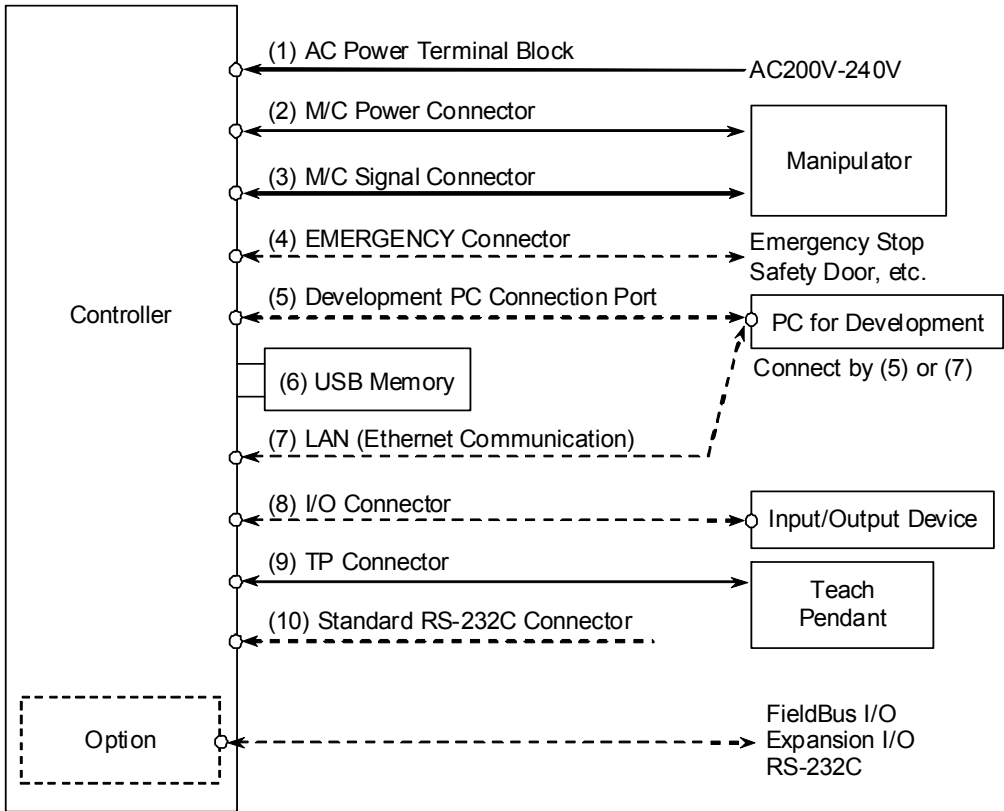 (1) AC Power Terminal Block
AC200V-240V
(2) M/C Power Connector
Manipulator
(3) M/C Signal Connector
(4) EMERGENCY Connector
Emergency Stop
Safety Door, etc.
Controller
(5) Development PC Connection Port
PC for Development
Connect by (5) or (7)
(6) USB Memory
(7) LAN (Ethernet Communication)
(8) I/O Connector
Input/Output Device
(9) TP Connector
Teach
Pendant
(10) Standard RS-232C Connector
Option
FieldBus I/O
Expansion I/O
RS-232C